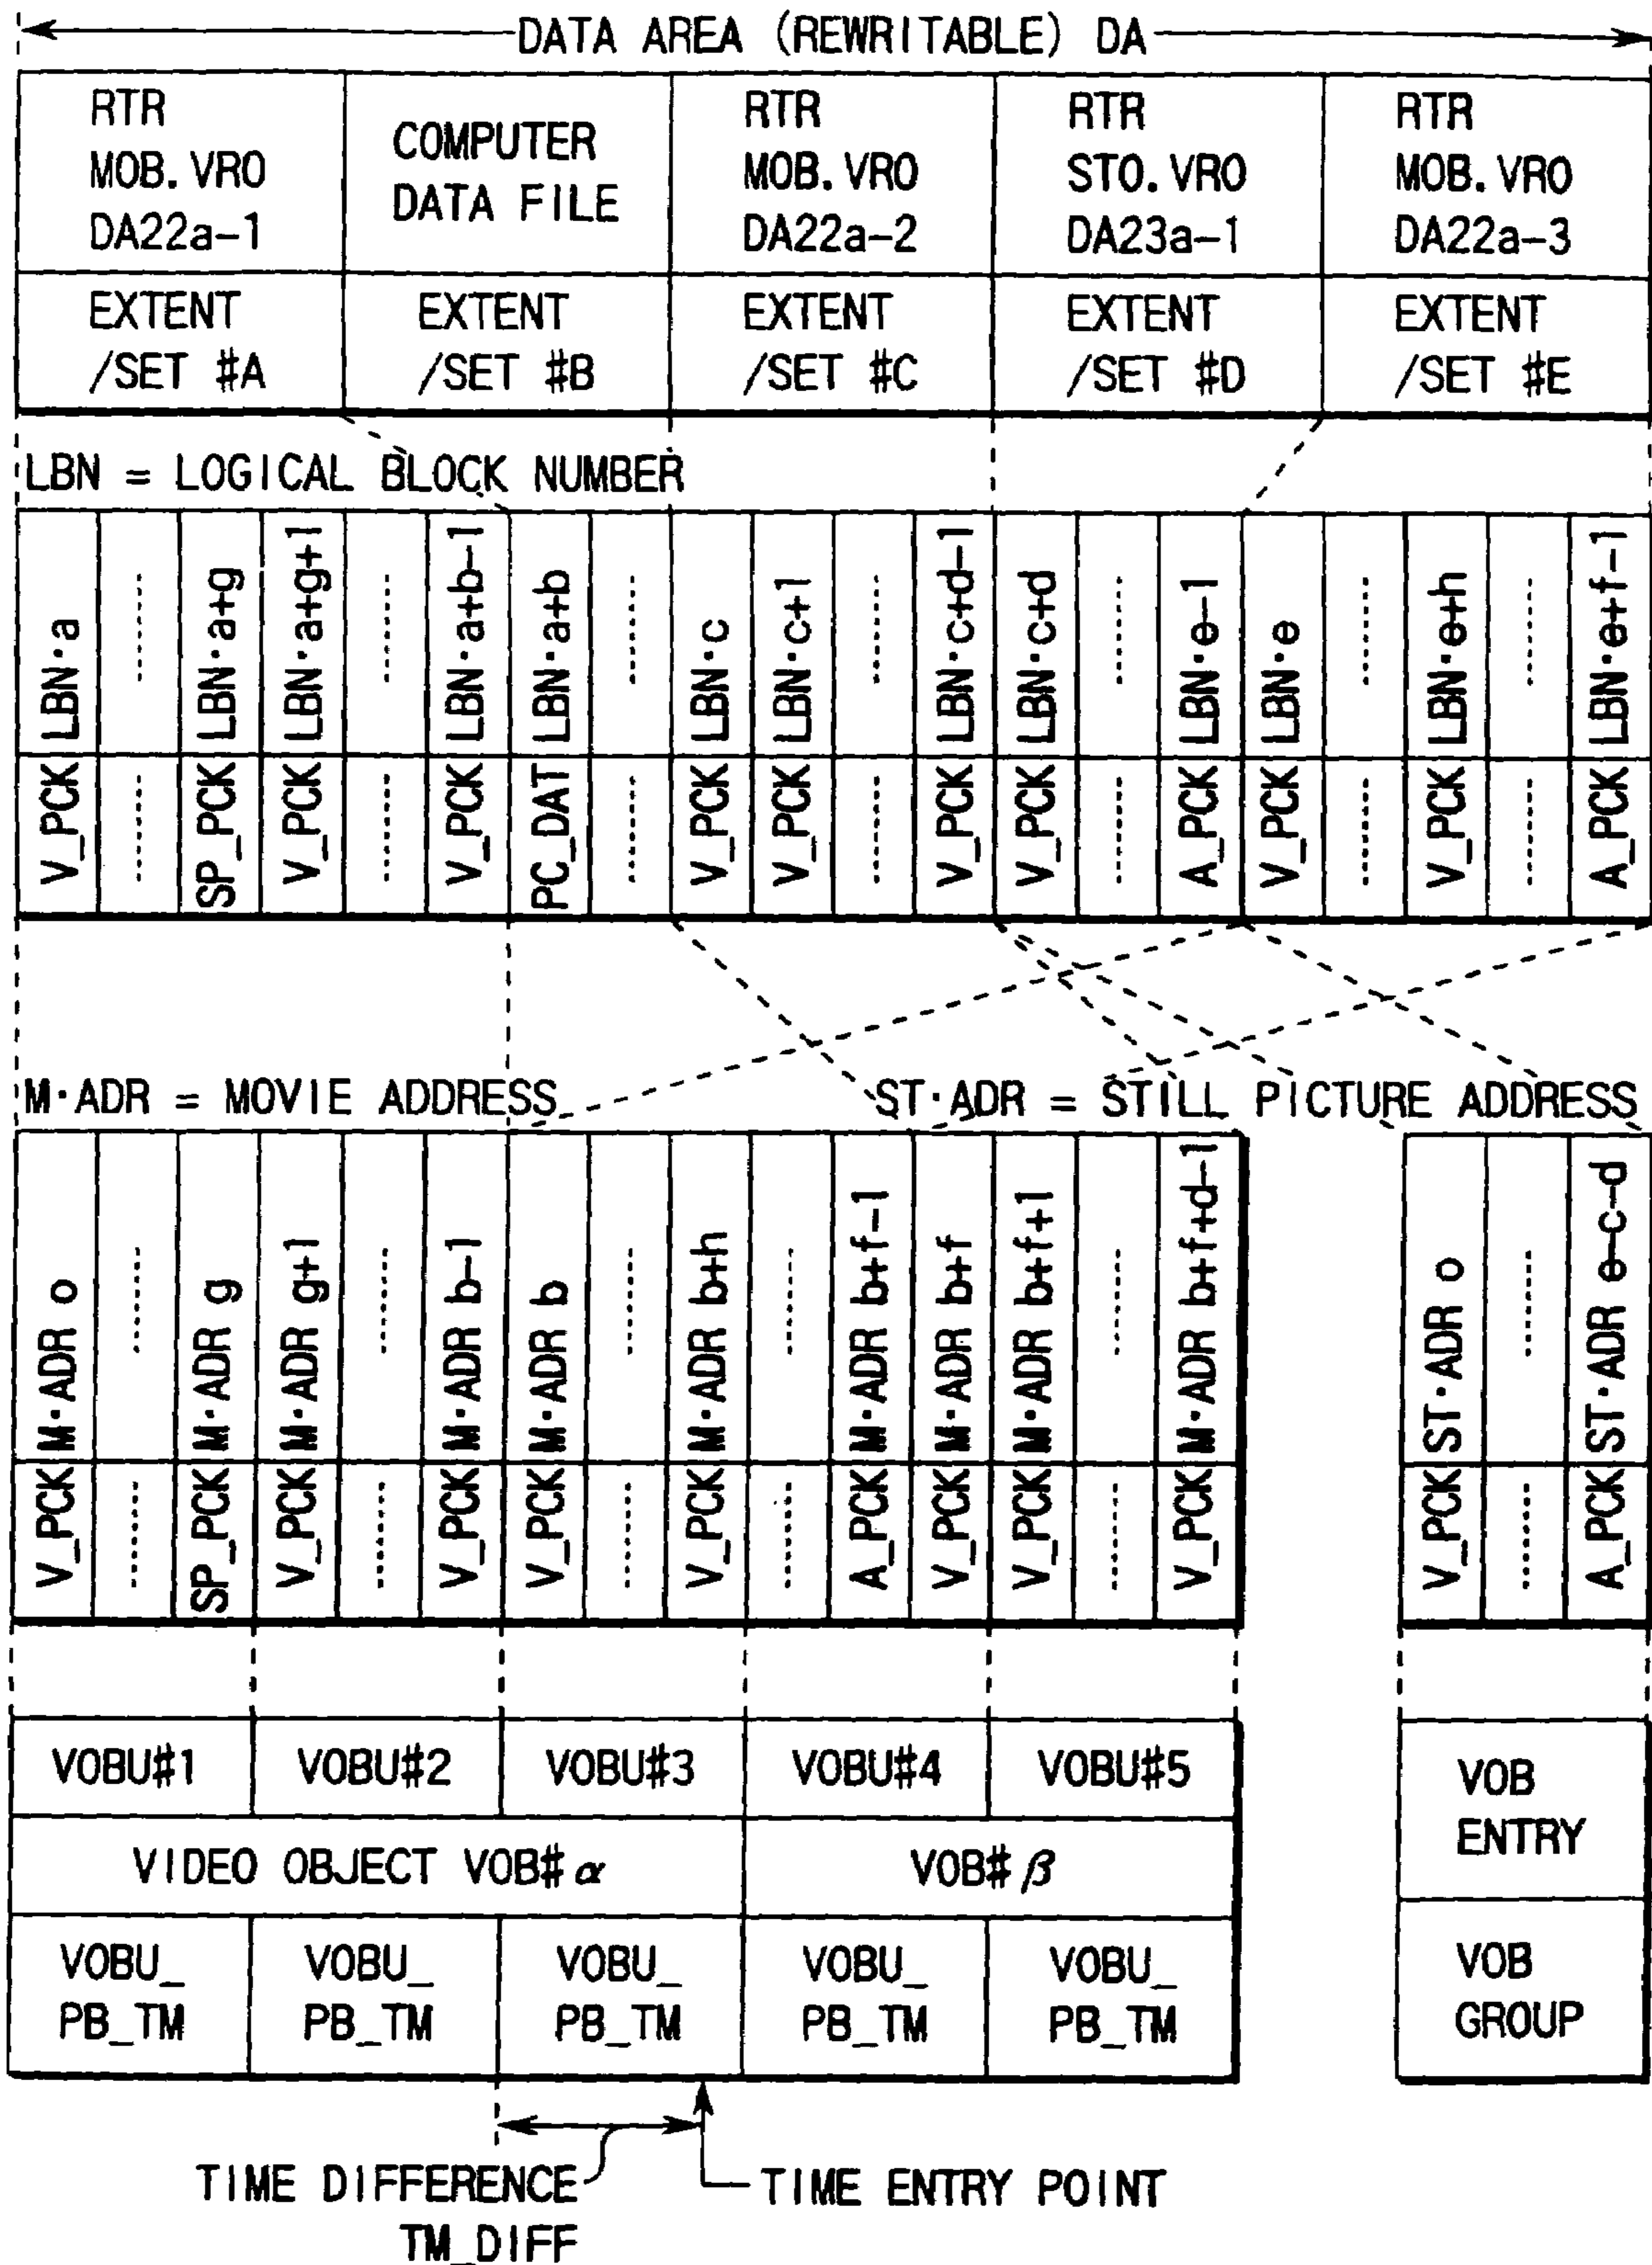 DATA AREA (REWRITABLE) DA
RTR
MOB.VRO
DA22a-1
COMPUTER
DATA FILE
RTR
MOB.VRO
DA22a-2
RTR
STO.VRO
DA23a-1
RTR
MOB.VRO
DA22a-3
EXTENT
/SET #A
EXTENT
/SET #B
EXTENT
/SET #C
EXTENT
/SET #D
EXTENT
/SET #E
LBN = LOGICAL BLOCK NUMBER
V_PCK LBN·a
SP_PCK LBN·a+g
V_PCK LBN·a+g+1
V_PCK LBN·a+b-1
PC_DAT LBN·a+b
V_PCK LBN·c
V_PCK LBN·c+1
V_PCK LBN·c+d-1
V_PCK LBN·c+d
A_PCK LBN·e-1
V_PCK LBN·e
V_PCK LBN·e+h
A_PCK LBN·e+f-1
M·ADR = MOVIE ADDRESS
ST·ADR = STILL PICTURE ADDRESS
V_PCK M·ADR o
SP_PCK M·ADR g
V_PCK M·ADR g+1
V_PCK M·ADR b-1
V_PCK M·ADR b
V_PCK M·ADR b+h
A_PCK M·ADR b+f-1
V_PCK M·ADR b+f
V_PCK M·ADR b+f+1
V_PCK M·ADR b+f+d-1
V_PCK ST·ADR o
A_PCK ST·ADR e-c-d
VOBU#1
VOBU#2
VOBU#3
VOBU#4
VOBU#5
VOB
ENTRY
VIDEO OBJECT VOB#α
VOB#β
VOBU_
PB_TM
VOBU_
PB_TM
VOBU_
PB_TM
VOBU_
PB_TM
VOBU_
PB_TM
VOB
GROUP
TIME DIFFERENCE
TM_DIFF
TIME ENTRY POINT